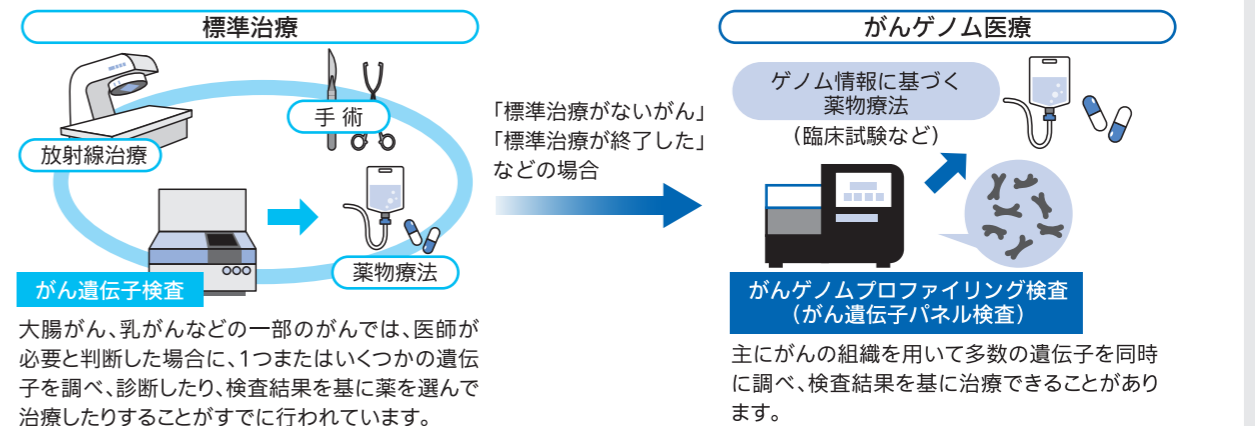 標準治療
放射線治療
手術
がん遺伝子検査
薬物療法
大腸がん、乳がんなどの一部のがんでは、医師が
必要と判断した場合に、1つまたはいくつかの遺伝
子を調べ、診断したり、検査結果を基に薬を選んで
治療したりすることがすでに行われています。
「標準治療がないがん」
「標準治療が終了した」
などの場合
がんゲノム医療
ゲノム情報に基づく
薬物療法
(臨床試験など)
がんゲノムプロファイリング検査
(がん遺伝子パネル検査)
主にがんの組織を用いて多数の遺伝子を同時
に調べ、検査結果を基に治療できることがあり
ます。